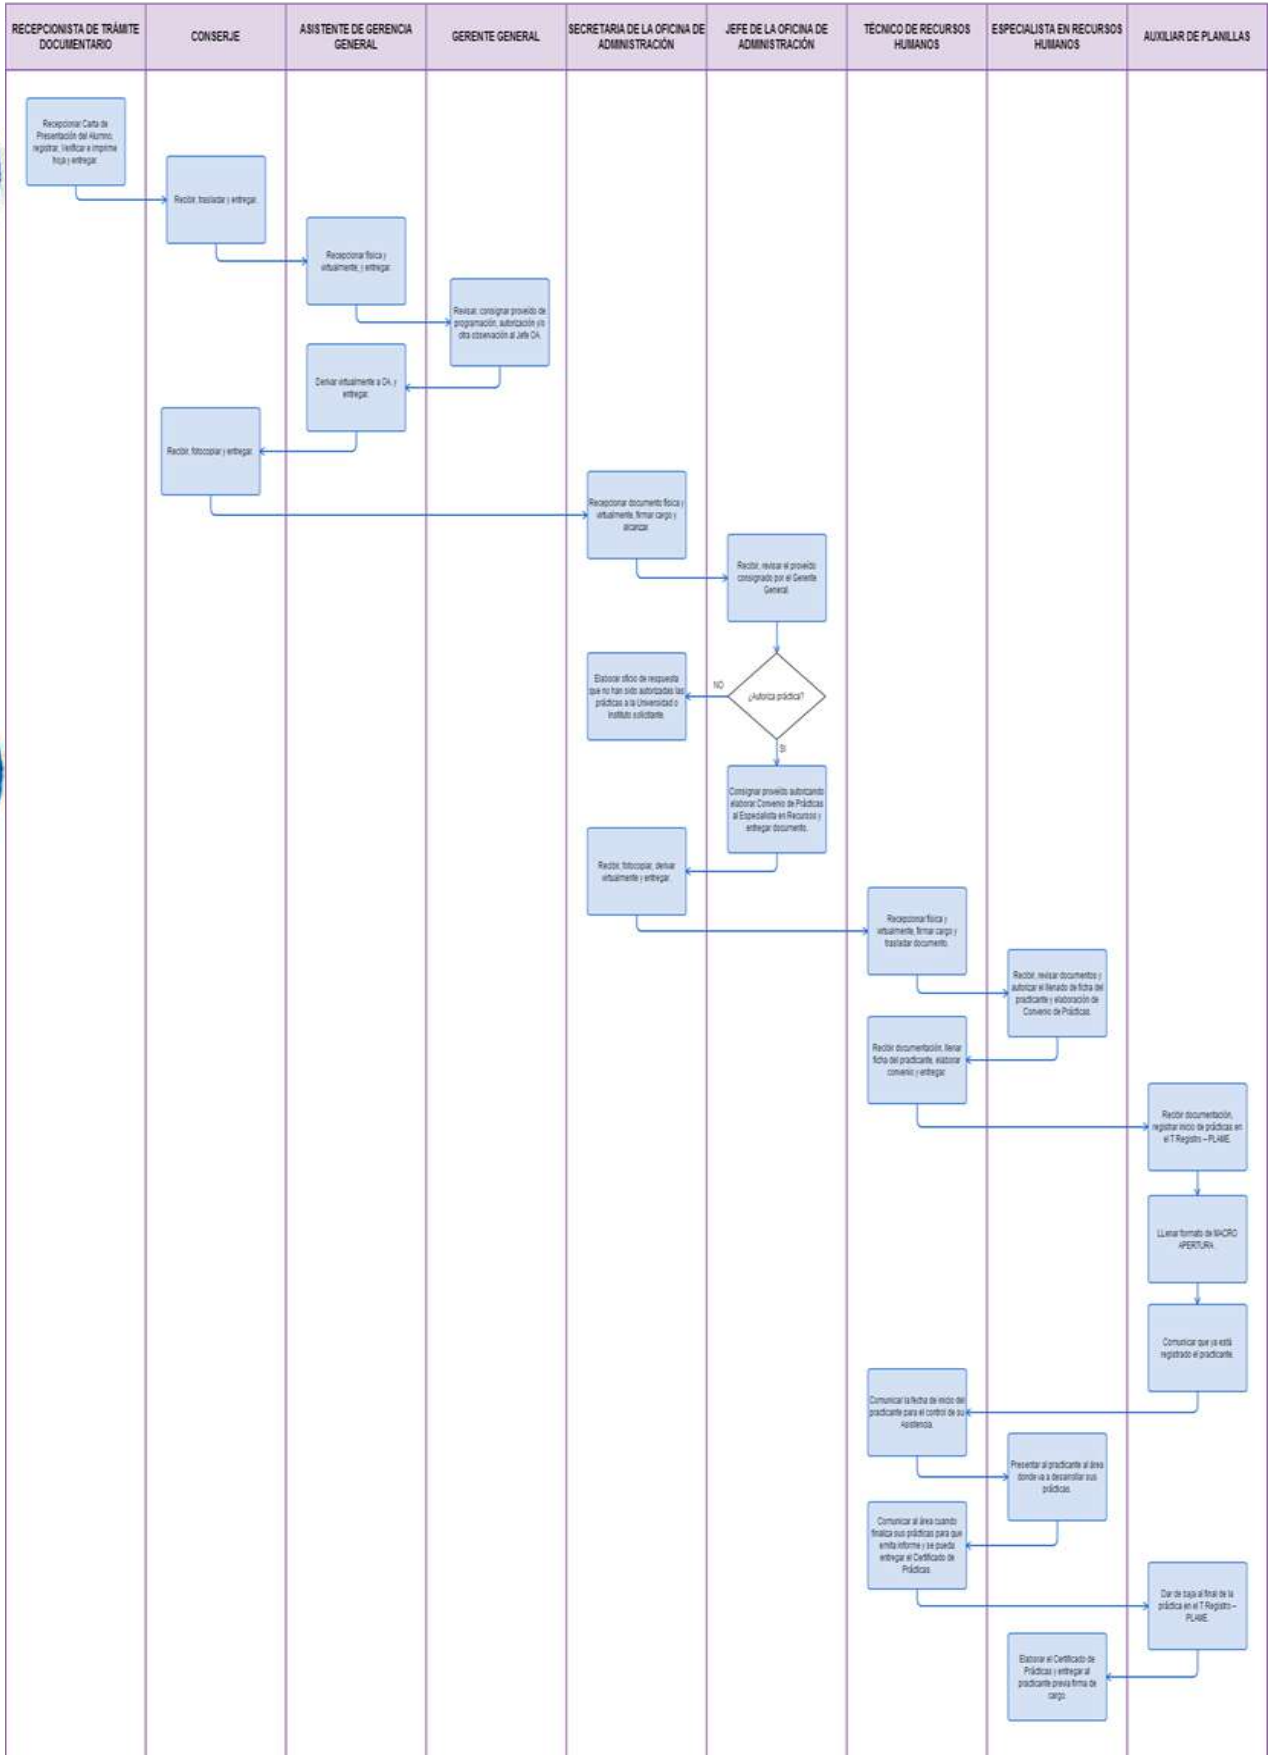 RECEPCIONISTA DE TRÁMITE
DOCUMENTARIO
CONSERJE
ASISTENTE DE GERENCIA
GENERAL
GERENTE GENERAL
SECRETARIA DE LA OFICINA DE
ADMINISTRACIÓN
JEFE DE LA OFICINA DE
ADMINISTRACIÓN
TÉCNICO DE RECURSOS
HUMANOS
ESPECIALISTA EN RECURSOS
HUMANOS
AUXILIAR DE PLANILLAS
Recepcionar Carta de
Presentación del Alumno,
registrar, Verificar e imprime
hoja y entregar.
Recibir, trasladar y entregar.
Recepcionar física y
virtualmente, y entregar.
Revisar, consignar proveído de
programación, autorización y/o
otra observación al Jefe OA.
Derivar virtualmente a OA, y
entregar.
Recibir, fotocopiar y entregar.
Recepcionar documento física y
virtualmente, firmar cargo y
alcanzar.
Recibir, revisar el proveído
consignado por el Gerente
General.
¿Autoriza práctica?
NO
Elaborar oficio de respuesta
que no han sido autorizadas las
prácticas a la Universidad o
Instituto solicitante.
SI
Consignar proveído autorizando
elaborar Convenio de Prácticas
al Especialista en Recursos y
entregar documento.
Recibir, fotocopiar, derivar
virtualmente y entregar.
Recepcionar física y
virtualmente, firmar cargo y
trasladar documento.
Recibir, revisar documentos y
autorizar el llenado de ficha del
practicante y elaboración de
Convenio de Prácticas.
Recibir documentación, llenar
ficha del practicante, elaborar
convenio y entregar.
Recibir documentación,
registrar inicio de prácticas en
el T Registro – PLAME.
LLenar formato de MACRO
APERTURA
Comunicar que ya está
registrado el practicante.
Comunicar la fecha de inicio del
practicante para el control de su
Asistencia.
Presentar al practicante al área
donde va a desarrollar sus
prácticas.
Comunicar al área cuando
finaliza sus prácticas para que
emita informe y se pueda
entregar el Certificado de
Prácticas.
Dar de baja al final de la
práctica en el T Registro –
PLAME.
Elaborar el Certificado de
Prácticas y entregar al
practicante previa firma de
cargo.